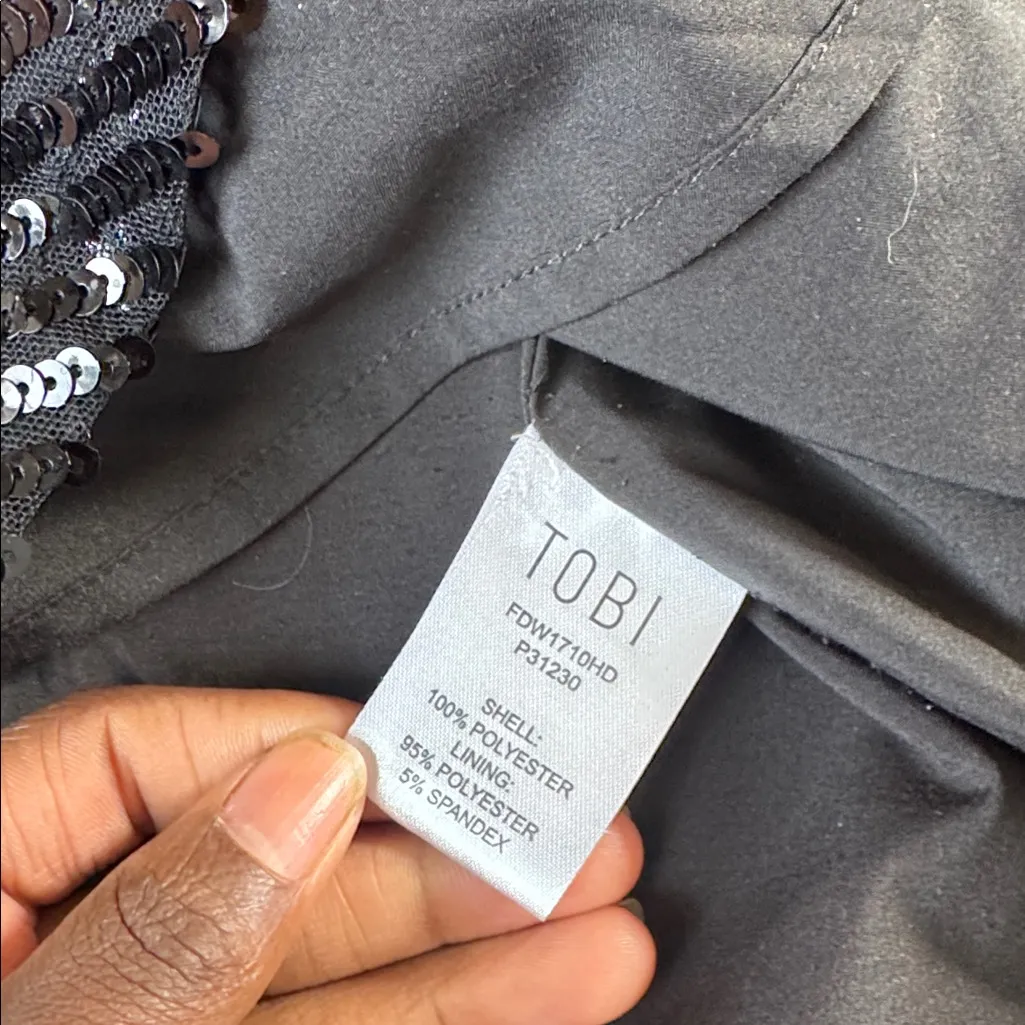 TOBI
FDW1710HD
P31230
SHELL:
100% POLYESTER
LINING:
95% POLYESTER
5% SPANDEX